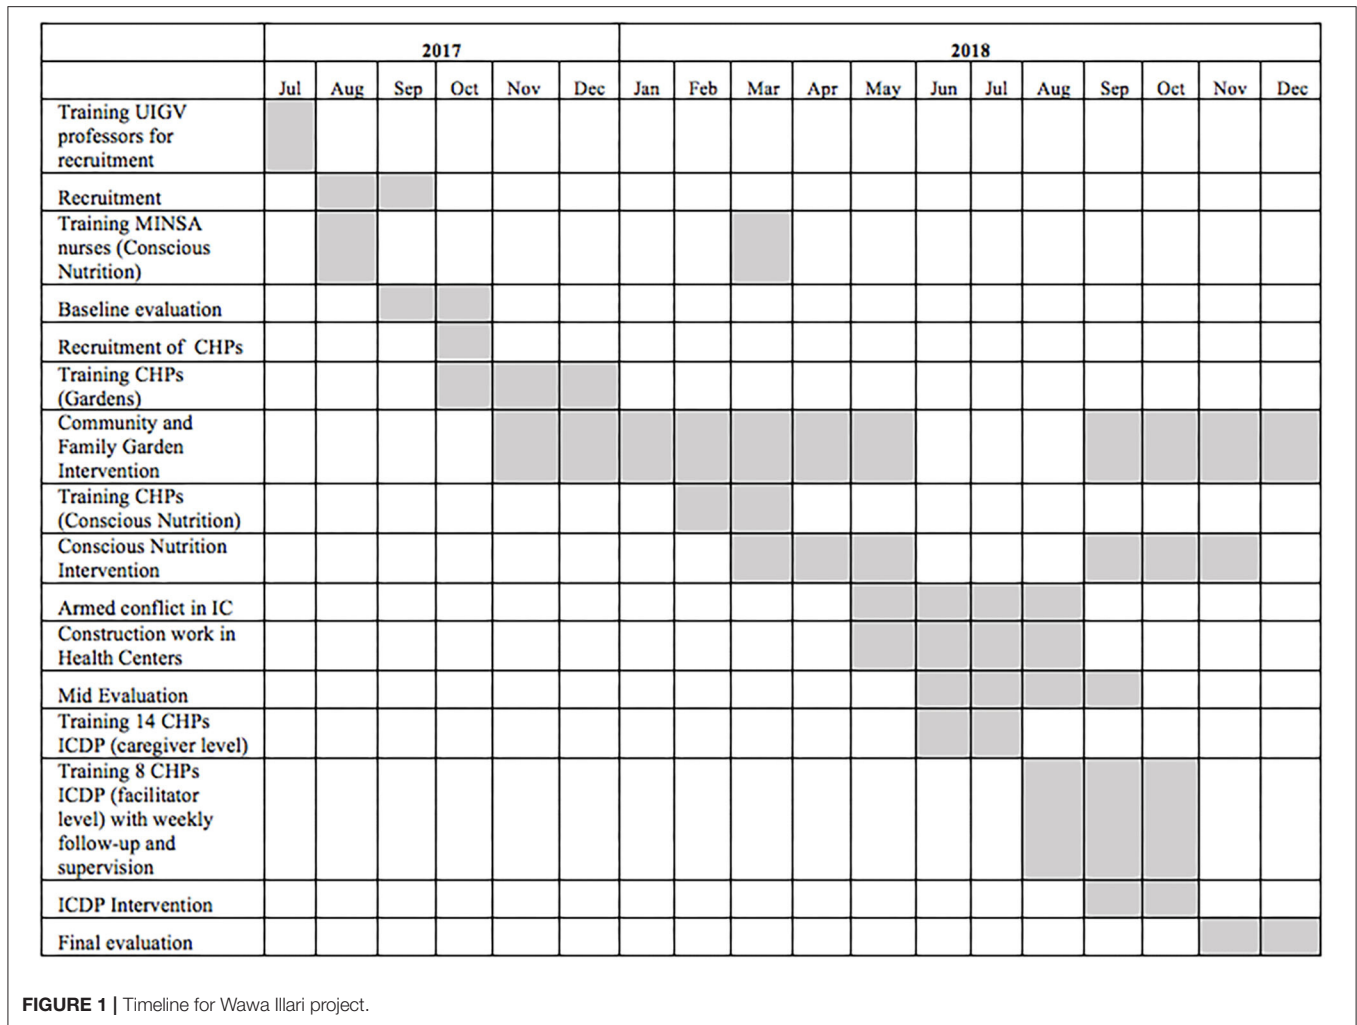 2017 2018
Jul Aug Sep Oct Nov Dec Jan Feb Mar Apr May Jun Jul Aug Sep Oct Nov Dec
Training UIGV
professors for
recruitment
Recruitment
Training MINSA
nurses (Conscious
Nutrition)
Baseline evaluation
Recruitment of CHPs
Training CHPs
(Gardens)
Community and
Family Garden
Intervention
Training CHPs
(Conscious Nutrition)
Conscious Nutrition
Intervention
Armed conflict in IC
Construction work in
Health Centers
Mid Evaluation
Training 14 CHPs
ICDP (caregiver level)
Training 8 CHPs
ICDP (facilitator
level) with weekly
follow-up and
supervision
ICDP Intervention
Final evaluation
FIGURE 1 | Timeline for Wawa Illari project.